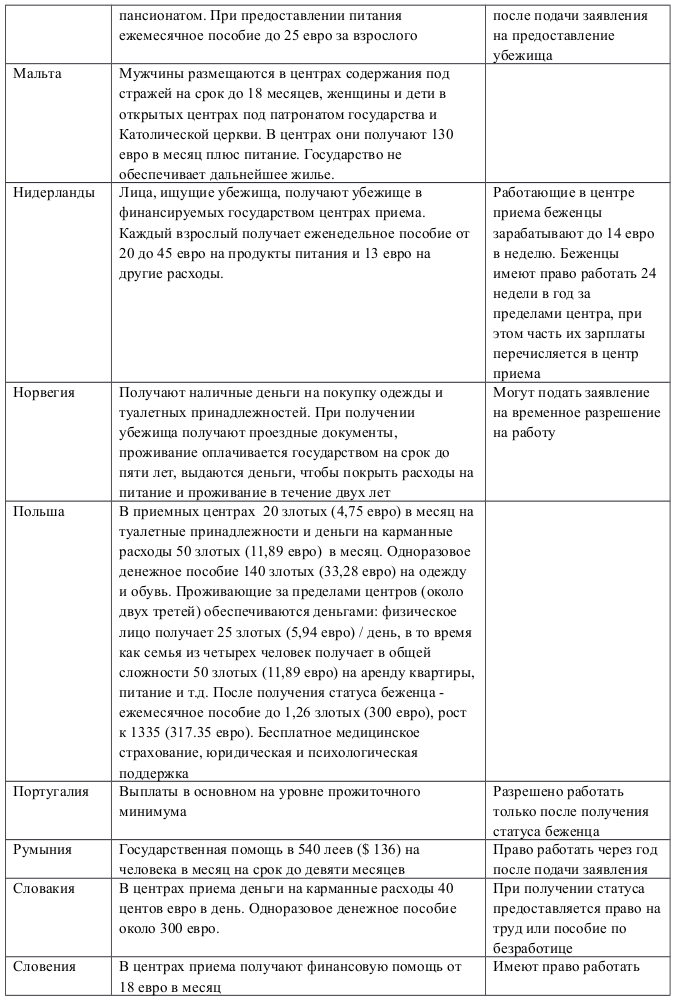 пансионатом. При предоставлении питания
ежемесячное пособие до 25 евро за взрослого
после подачи заявления
на предоставление
убежища
Мальта
Мужчины размещаются в центрах содержания под
стражей на срок до 18 месяцев, женщины и дети в
открытых центрах под патронатом государства и
Католической церкви. В центрах они получают 130
евро в месяц плюс питание. Государство не
обеспечивает дальнейшее жилье.
Нидерланды
Лица, ищущие убежища, получают убежище в
финансируемых государством центрах приема.
Каждый взрослый получает еженедельное пособие от
20 до 45 евро на продукты питания и 13 евро на
другие расходы.
Работающие в центре
приема беженцы
зарабатывают до 14 евро
в неделю. Беженцы
имеют право работать 24
недели в год за
пределами центра, при
этом часть их зарплаты
перечисляется в центр
приема
Норвегия
Получают наличные деньги на покупку одежды и
туалетных принадлежностей. При получении
убежища получают проездные документы,
проживание оплачивается государством на срок до
пяти лет, выдаются деньги, чтобы покрыть расходы на
питание и проживание в течение двух лет
Могут подать заявление
на временное разрешение
на работу
Польша
В приемных центрах 20 злотых (4,75 евро) в месяц на
туалетные принадлежности и деньги на карманные
расходы 50 злотых (11,89 евро) в месяц. Одноразовое
денежное пособие 140 злотых (33,28 евро) на одежду
и обувь. Проживающие за пределами центров (около
двух третей) обеспечиваются деньгами: физическое
лицо получает 25 злотых (5,94 евро) / день, в то время
как семья из четырех человек получает в общей
сложности 50 злотых (11,89 евро) на аренду квартиры,
питание и т.д. После получения статуса беженца -
ежемесячное пособие до 1,26 злотых (300 евро), рост
к 1335 (317.35 евро). Бесплатное медицинское
страхование, юридическая и психологическая
поддержка
Португалия
Выплаты в основном на уровне прожиточного
минимума
Разрешено работать
только после получения
статуса беженца
Румыния
Государственная помощь в 540 леев ($ 136) на
человека в месяц на срок до девяти месяцев
Право работать через год
после подачи заявления
Словакия
В центрах приема деньги на карманные расходы 40
центов евро в день. Одноразовое денежное пособие
около 300 евро.
При получении статуса
предоставляется право на
труд или пособие по
безработице
Словения
В центрах приема получают финансовую помощь от
18 евро в месяц
Имеют право работать